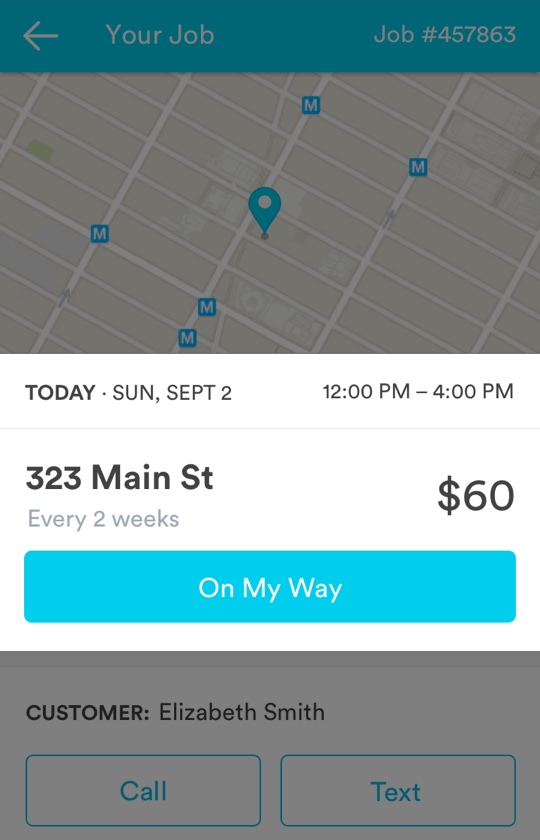 Your Job
Job #457863
M
M
M
M
M
TODAY · SUN, SEPT 2
12:00 PM – 4:00 PM
323 Main St
$60
Every 2 weeks
On My Way
CUSTOMER: Elizabeth Smith
Call
Text